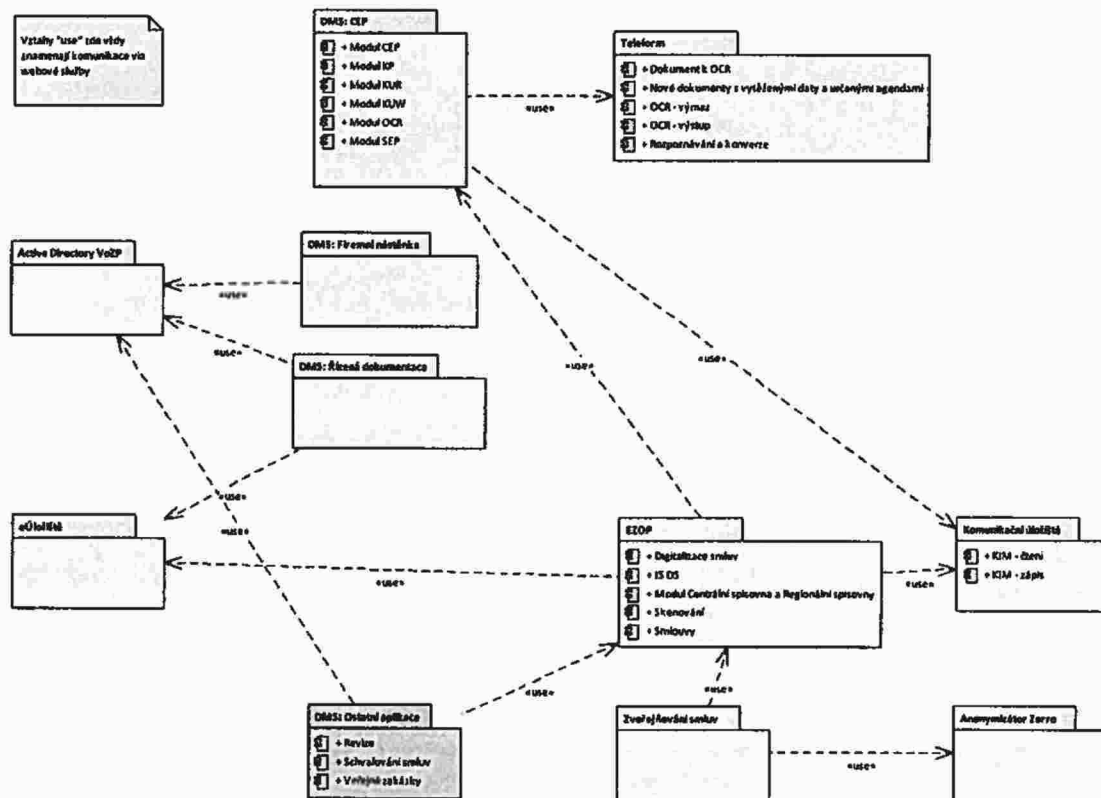 Vztahy "use" zde vždy
znamenají komunikace via
webové služby
DMS: CEP
+ Modul CEP
+ Modul KP
+ Modul KUR
+ Modul KUW
+ Modul OCR
+ Modul SEP
Teleform
+ Dokument k OCR
+ Nové dokumenty s vytěženými daty a určenými agendami
+ OCR - výmaz
+ OCR - výstup
+ Rozpoznávání a konverze
«use»
Active Directory VoZP
DMS: Firemní nástěnka
«use»
«use»
DMS: Řízená dokumentace
«use»
«use»
«use»
«use»
eÚložiště
EZOP
+ Digitalizace smluv
+ IS DS
+ Modul Centrální spisovna a Regionální spisovny
+ Skenování
+ Smlouvy
Komunikační úložiště
+ KIM - čtení
+ KIM - zápis
«use»
«use»
«use»
«use»
DMS: Ostatní aplikace
+ Revize
+ Schvalování smluv
+ Veřejné zakázky
Zveřejňování smluv
Anonymizátor Zorro
«use»